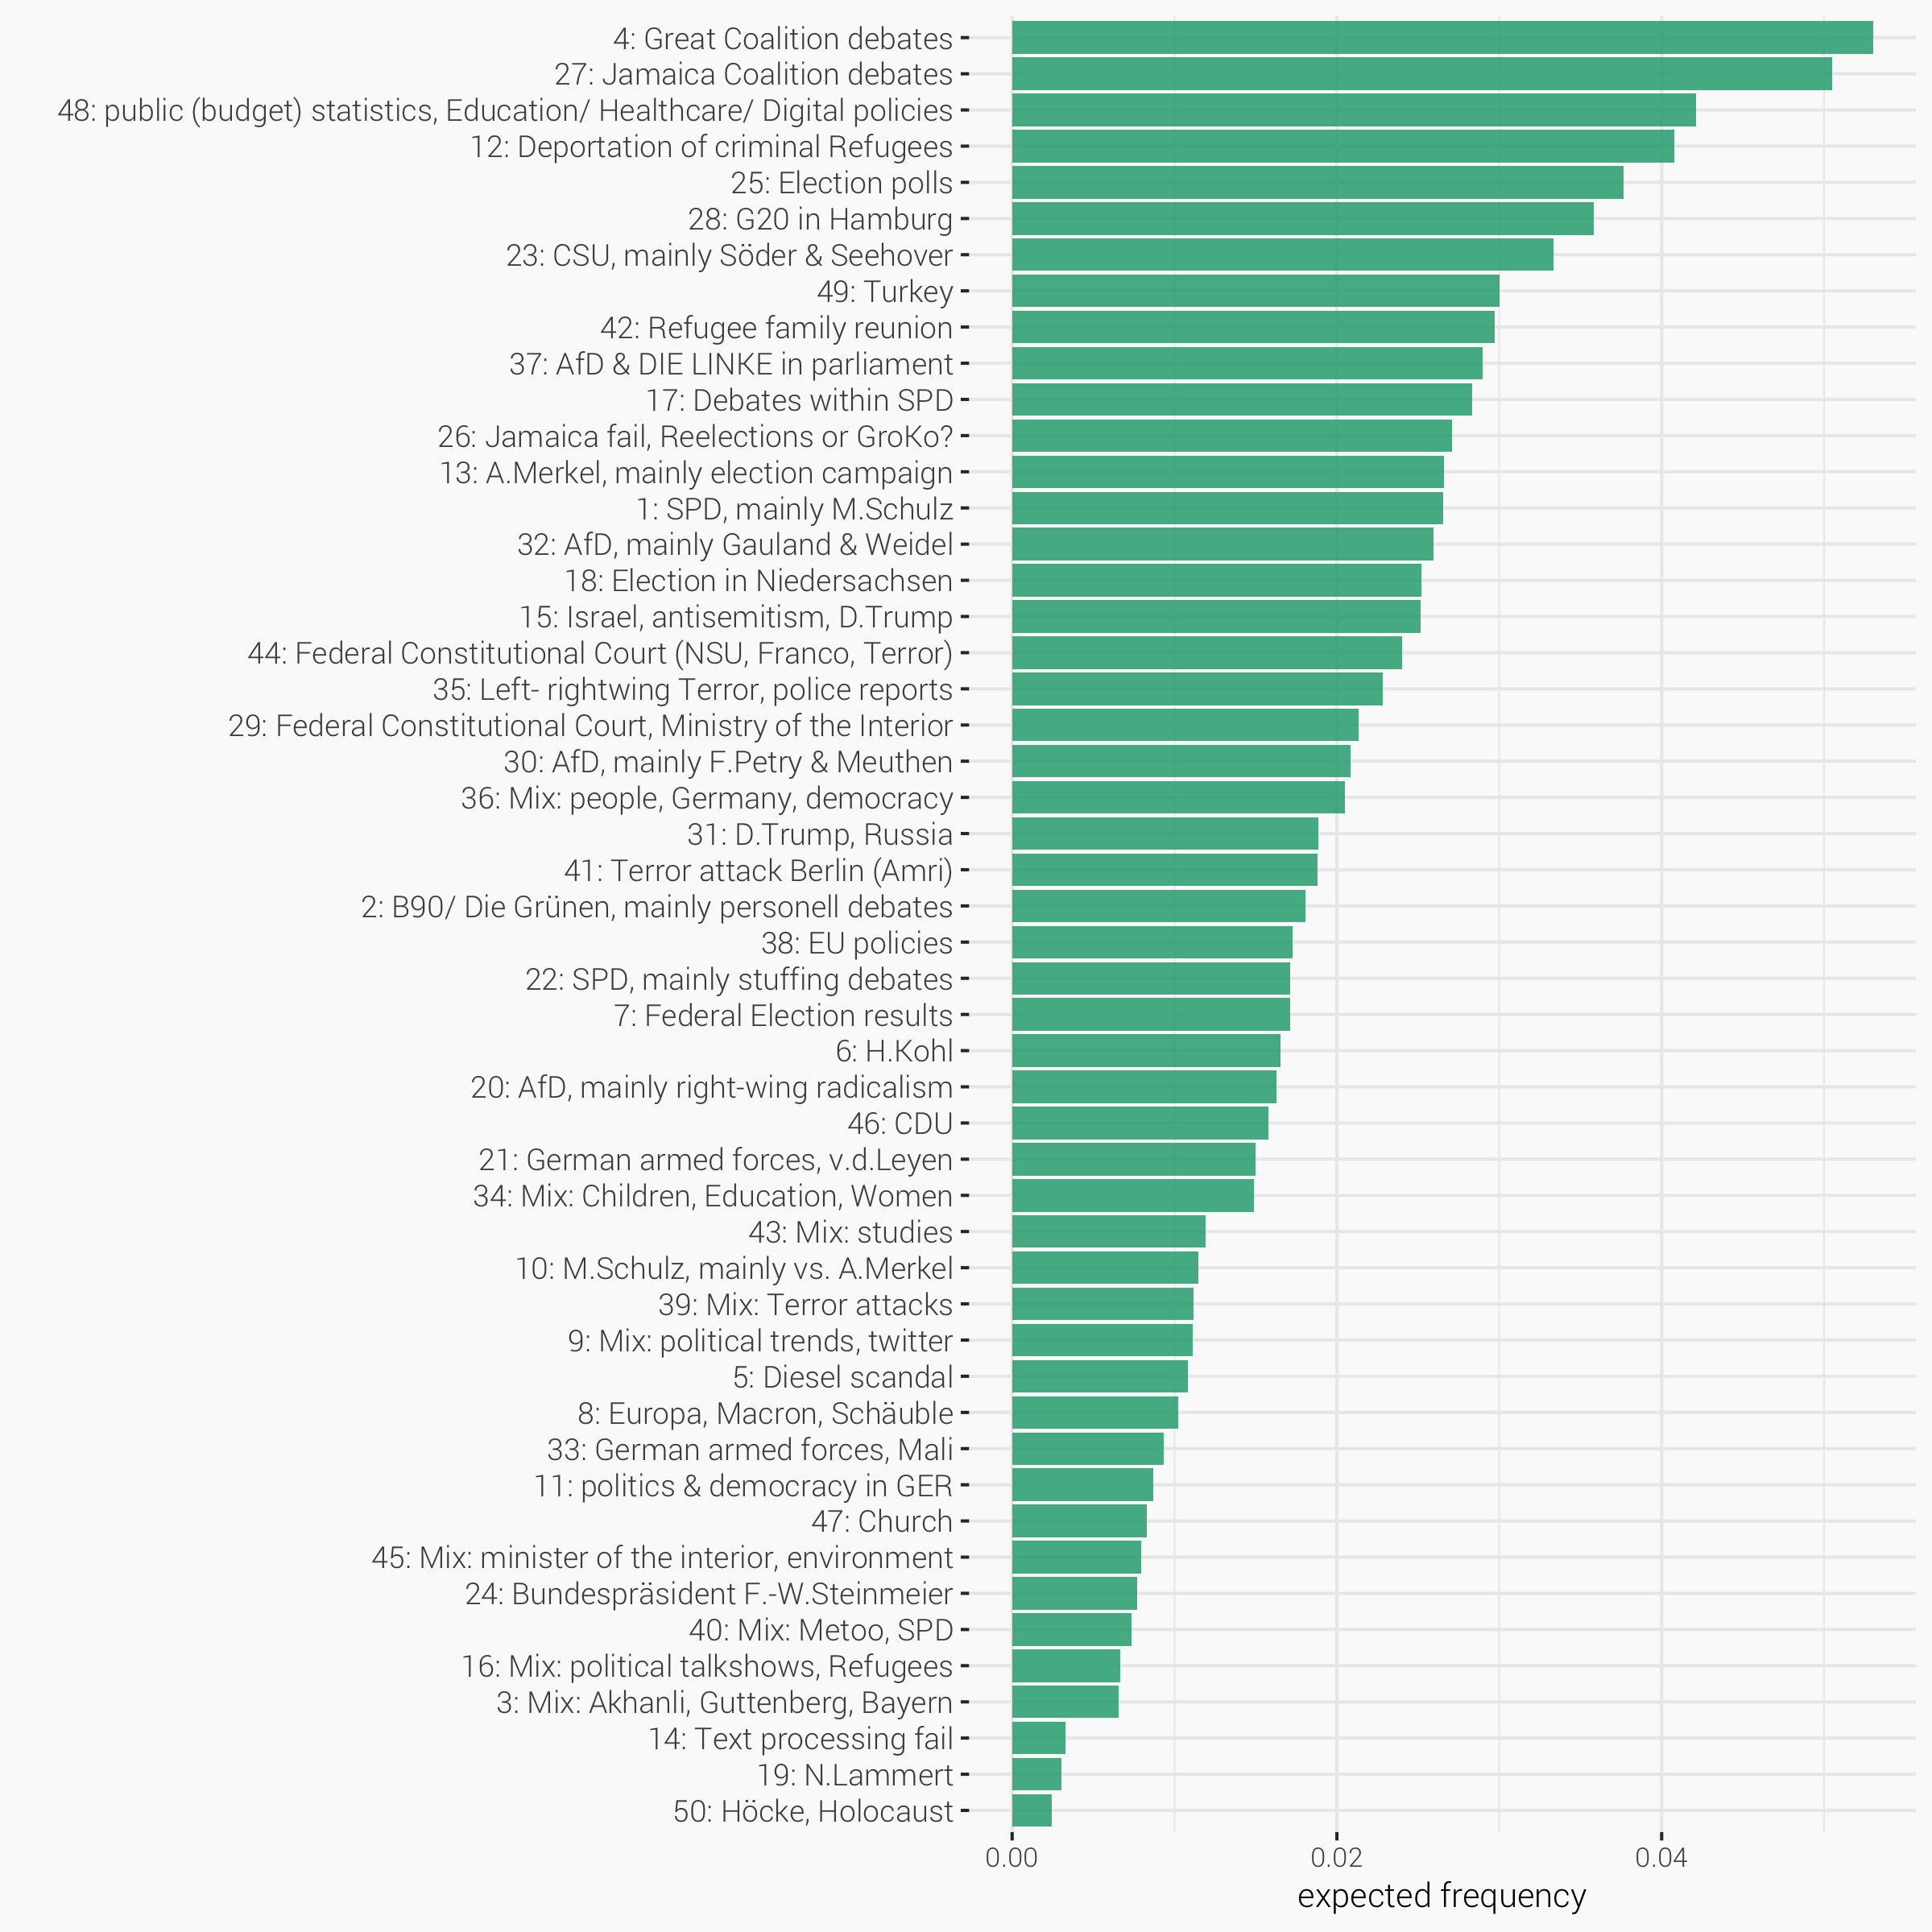 4: Great Coalition debates
27: Jamaica Coalition debates
48: public (budget) statistics, Education/ Healthcare/ Digital policies
12: Deportation of criminal Refugees
25: Election polls
28: G20 in Hamburg
23: CSU, mainly Söder & Seehover
49: Turkey
42: Refugee family reunion
37: AfD & DIE LINKE in parliament
17: Debates within SPD
26: Jamaica fail, Reelections or GroKo?
13: A.Merkel, mainly election campaign
1: SPD, mainly M.Schulz
32: AfD, mainly Gauland & Weidel
18: Election in Niedersachsen
15: Israel, antisemitism, D.Trump
44: Federal Constitutional Court (NSU, Franco, Terror)
35: Left- rightwing Terror, police reports
29: Federal Constitutional Court, Ministry of the Interior
30: AfD, mainly F.Petry & Meuthen
36: Mix: people, Germany, democracy
31: D.Trump, Russia
41: Terror attack Berlin (Amri)
2: B90/ Die Grünen, mainly personell debates
38: EU policies
22: SPD, mainly stuffing debates
7: Federal Election results
6: H.Kohl
20: AfD, mainly right-wing radicalism
46: CDU
21: German armed forces, v.d.Leyen
34: Mix: Children, Education, Women
43: Mix: studies
10: M.Schulz, mainly vs. A.Merkel
39: Mix: Terror attacks
9: Mix: political trends, twitter
5: Diesel scandal
8: Europa, Macron, Schäuble
33: German armed forces, Mali
11: politics & democracy in GER
47: Church
45: Mix: minister of the interior, environment
24: Bundespräsident F.-W.Steinmeier
40: Mix: Metoo, SPD
16: Mix: political talkshows, Refugees
3: Mix: Akhanli, Guttenberg, Bayern
14: Text processing fail
19: N.Lammert
50: Höcke, Holocaust
0.00 0.02 0.04
expected frequency